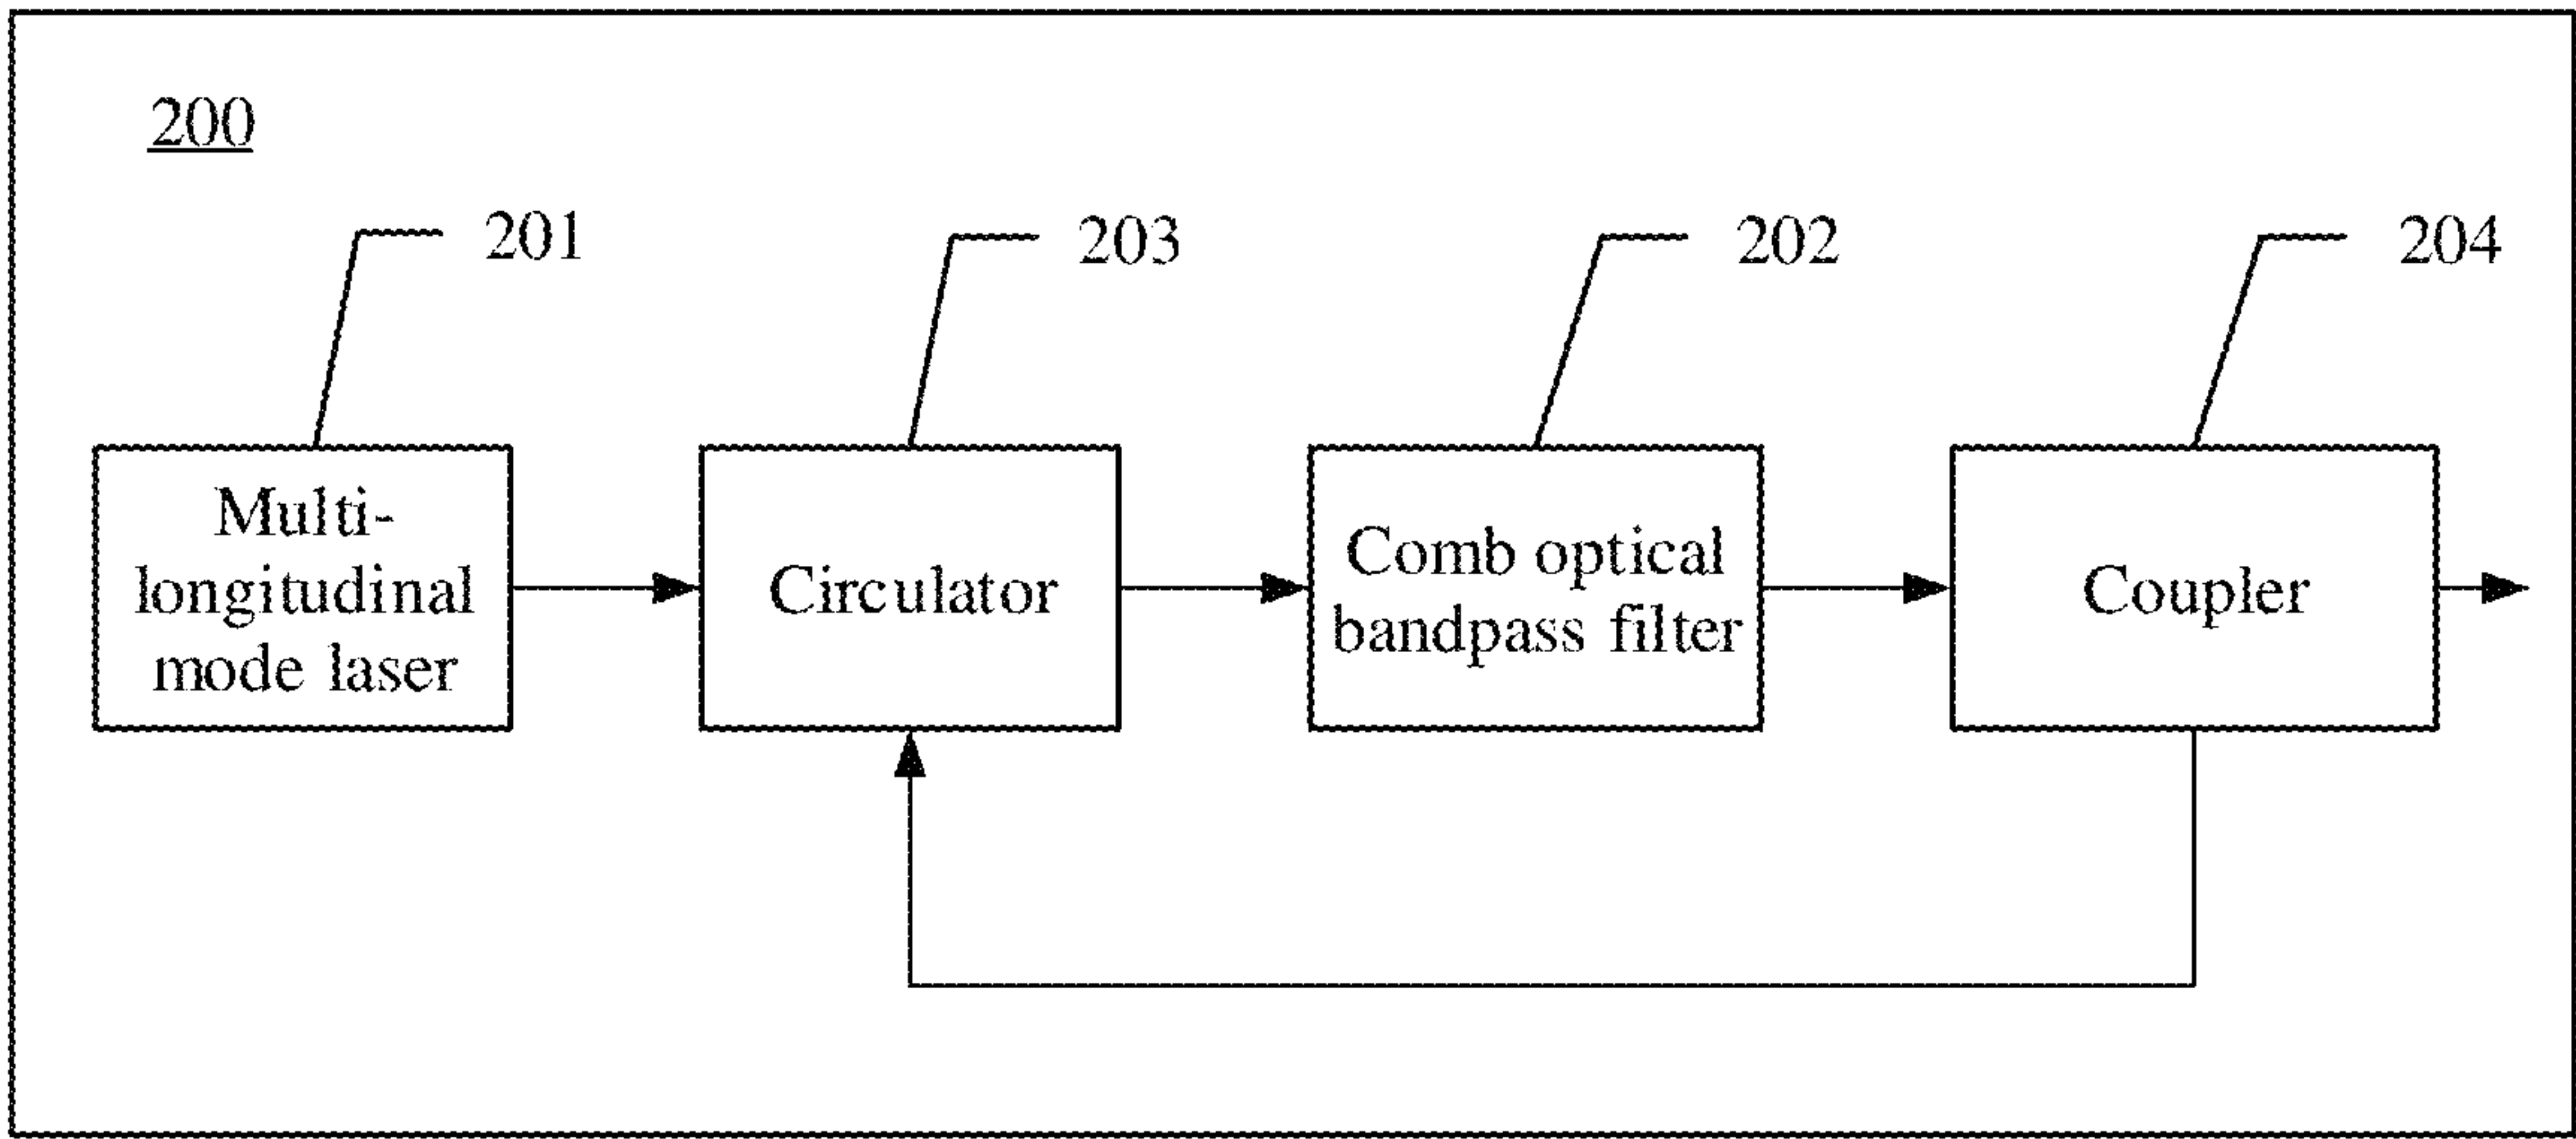 200
201
203
202
204
Multi-
longitudinal
mode laser
Circulator
Comb optical
bandpass filter
Coupler